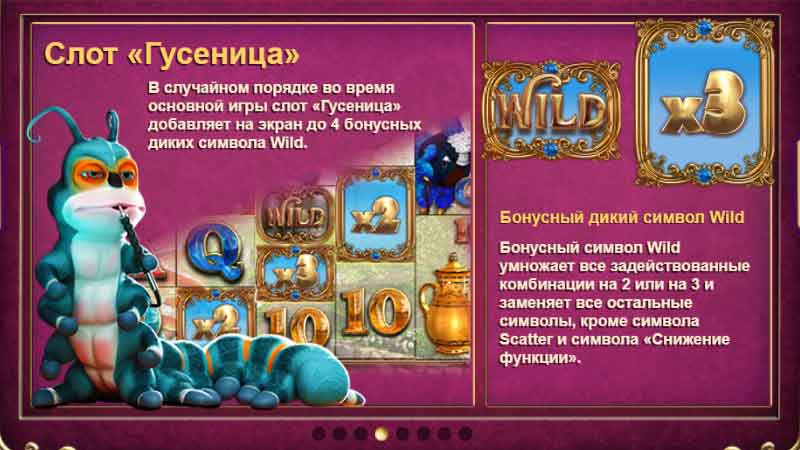 Слот «Гусеница»
В случайном порядке во время
основной игры слот «Гусеница»
добавляет на экран до 4 бонусных
диких символа Wild.
WILD
x2
Q
x3
x2
10
10
WILD
x3
Бонусный дикий символ Wild
Бонусный символ Wild
умножает все задействованные
комбинации на 2 или на 3 и
заменяет все остальные
символы, кроме символа
Scatter и символа «Снижение
функции».